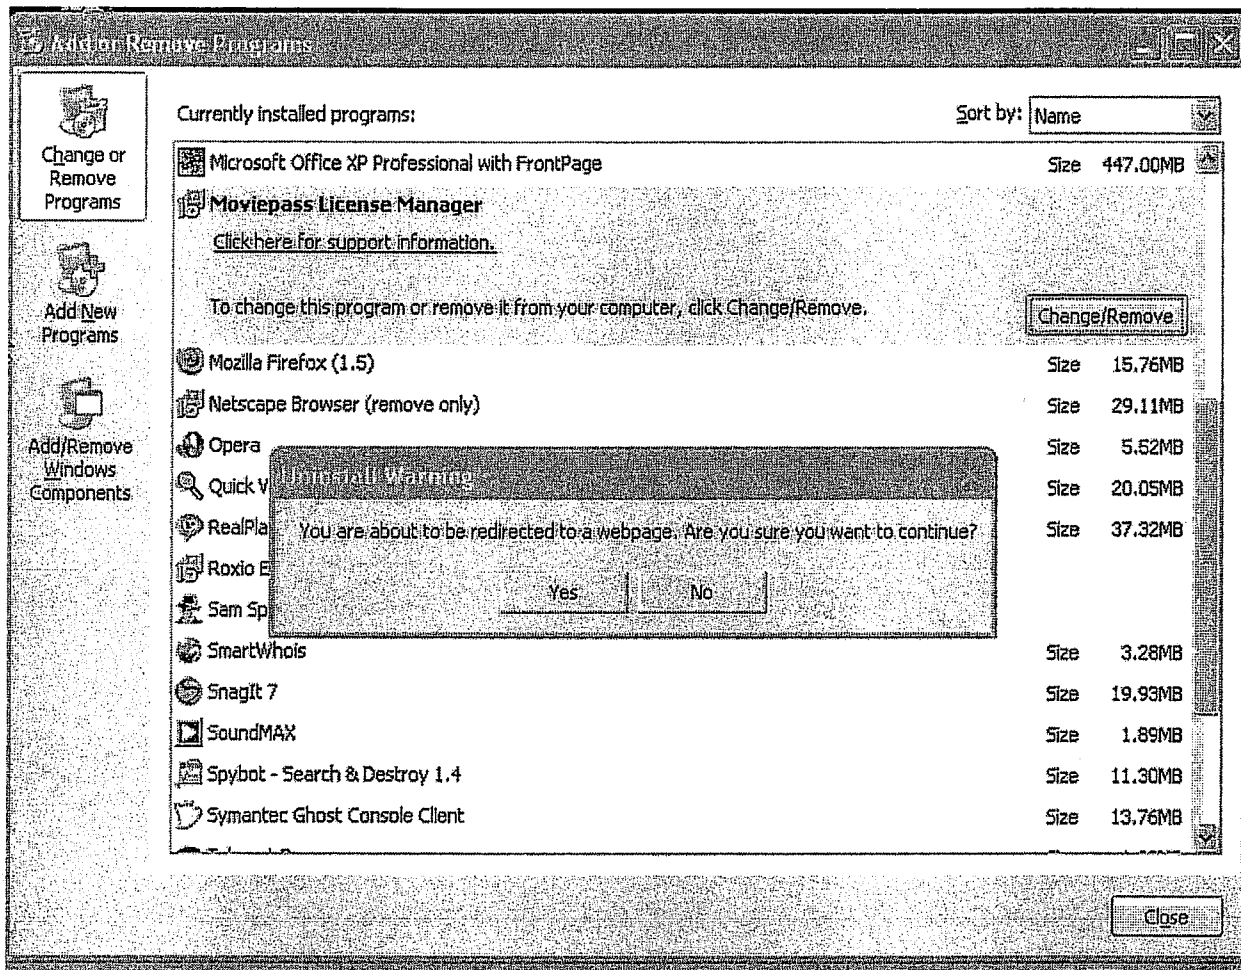 Add or Remove Programs
Change or
Remove
Programs
Add New
Programs
Add/Remove
Windows
Components
Currently installed programs:
Sort by: Name
Microsoft Office XP Professional with FrontPage Size 447.00MB
Moviepass License Manager
Click here for support information.
To change this program or remove it from your computer, click Change/Remove.
Change/Remove
Mozilla Firefox (1.5) Size 15.76MB
Netscape Browser (remove only) Size 29.11MB
Opera Size 5.52MB
Quick V Size 20.05MB
RealPla Size 37.32MB
Roxio E
Sam Sp
Uninstall Warning
You are about to be redirected to a webpage. Are you sure you want to continue?
Yes No
SmartWhois Size 3.28MB
SnagIt 7 Size 19.93MB
SoundMAX Size 1.89MB
Spybot - Search & Destroy 1.4 Size 11.30MB
Symantec Ghost Console Client Size 13.76MB
Close